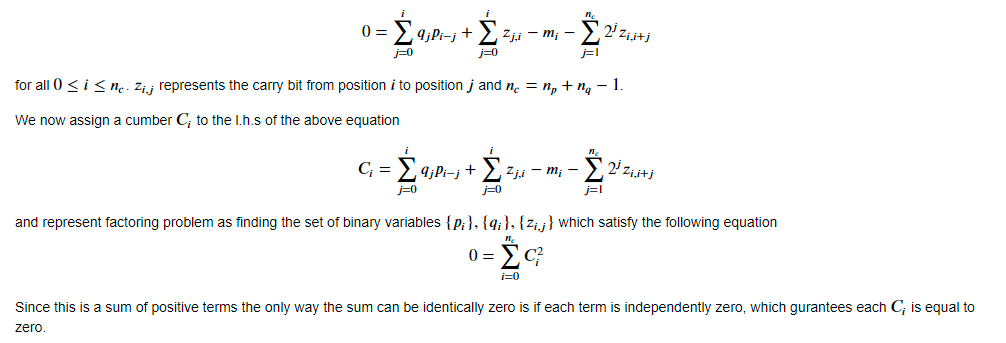 0 = \sum_{j=0}^{i} q_j p_{i-j} + \sum_{j=0}^{i} z_{j,i} - m_i - \sum_{j=1}^{n_c} 2^j z_{i,i+j}
for all 0 ≤ i ≤ n_c. z_{i,j} represents the carry bit from position i to position j and n_c = n_p + n_q − 1.
We now assign a cumber C_i to the l.h.s of the above equation
C_i = \sum_{j=0}^{i} q_j p_{i-j} + \sum_{j=0}^{i} z_{j,i} - m_i - \sum_{j=1}^{n_c} 2^j z_{i,i+j}
and represent factoring problem as finding the set of binary variables {p_i}, {q_i}, {z_{i,j}} which satisfy the following equation
0 = \sum_{i=0}^{n_c} C_i^2
Since this is a sum of positive terms the only way the sum can be identically zero is if each term is independently zero, which gurantees each C_i is equal to
zero.